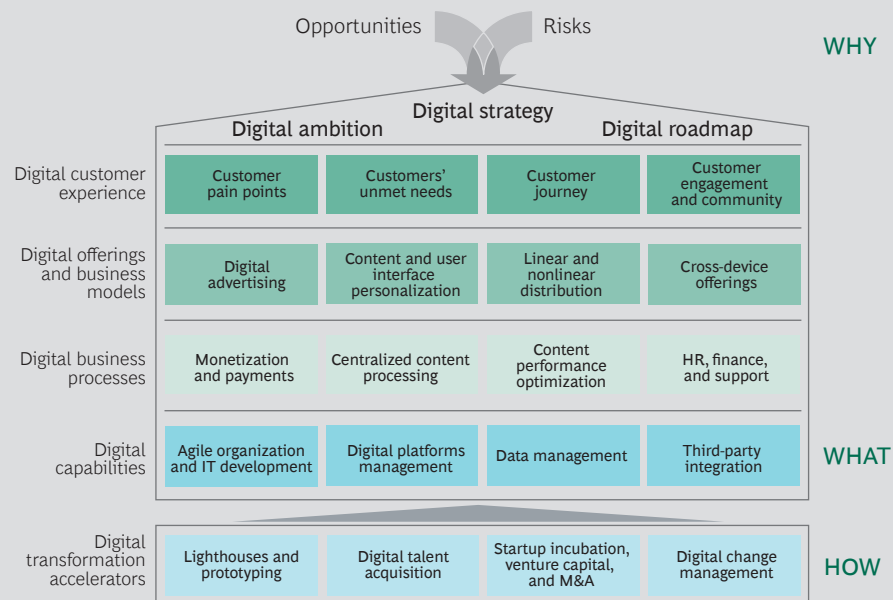 Opportunities
Risks
WHY
Digital strategy
Digital ambition
Digital roadmap
Digital customer
experience
Customer
pain points
Customers’
unmet needs
Customer
journey
Customer
engagement
and community
Digital offerings
and business
models
Digital
advertising
Content and user
interface
personalization
Linear and
nonlinear
distribution
Cross-device
offerings
Digital business
processes
Monetization
and payments
Centralized content
processing
Content
performance
optimization
HR, finance,
and support
Digital
capabilities
Agile organization
and IT development
Digital platforms
management
Data management
Third-party
integration
WHAT
Digital
transformation
accelerators
Lighthouses and
prototyping
Digital talent
acquisition
Startup incubation,
venture capital,
and M&A
Digital change
management
HOW